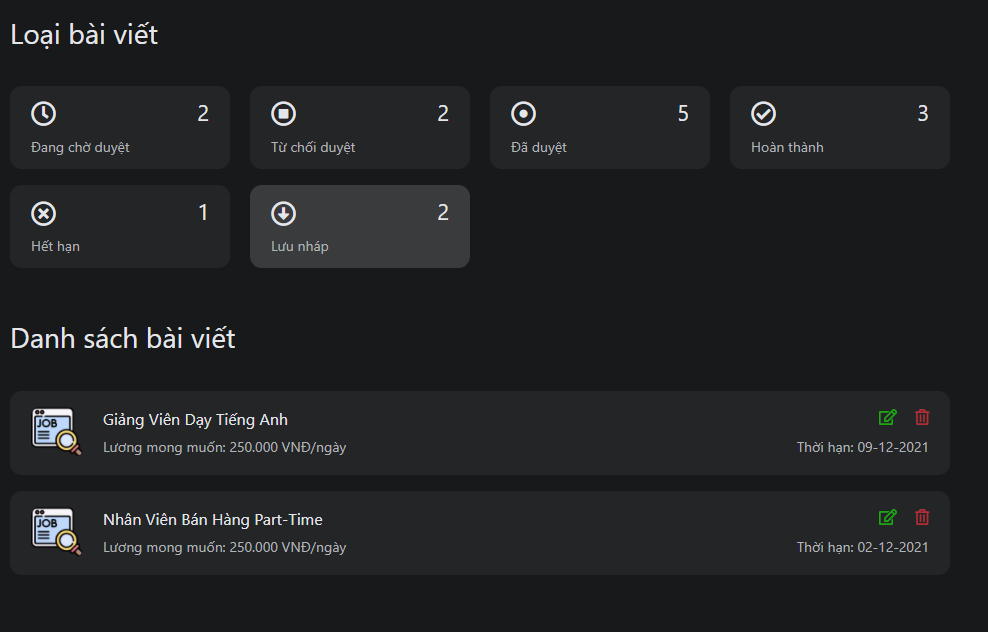 Loại bài viết
2
Đang chờ duyệt
2
Từ chối duyệt
5
Đã duyệt
3
Hoàn thành
1
Hết hạn
2
Lưu nháp
Danh sách bài viết
JOB
Giảng Viên Dạy Tiếng Anh
Lương mong muốn: 250.000 VNĐ/ngày
Thời hạn: 09-12-2021
JOB
Nhân Viên Bán Hàng Part-Time
Lương mong muốn: 250.000 VNĐ/ngày
Thời hạn: 02-12-2021